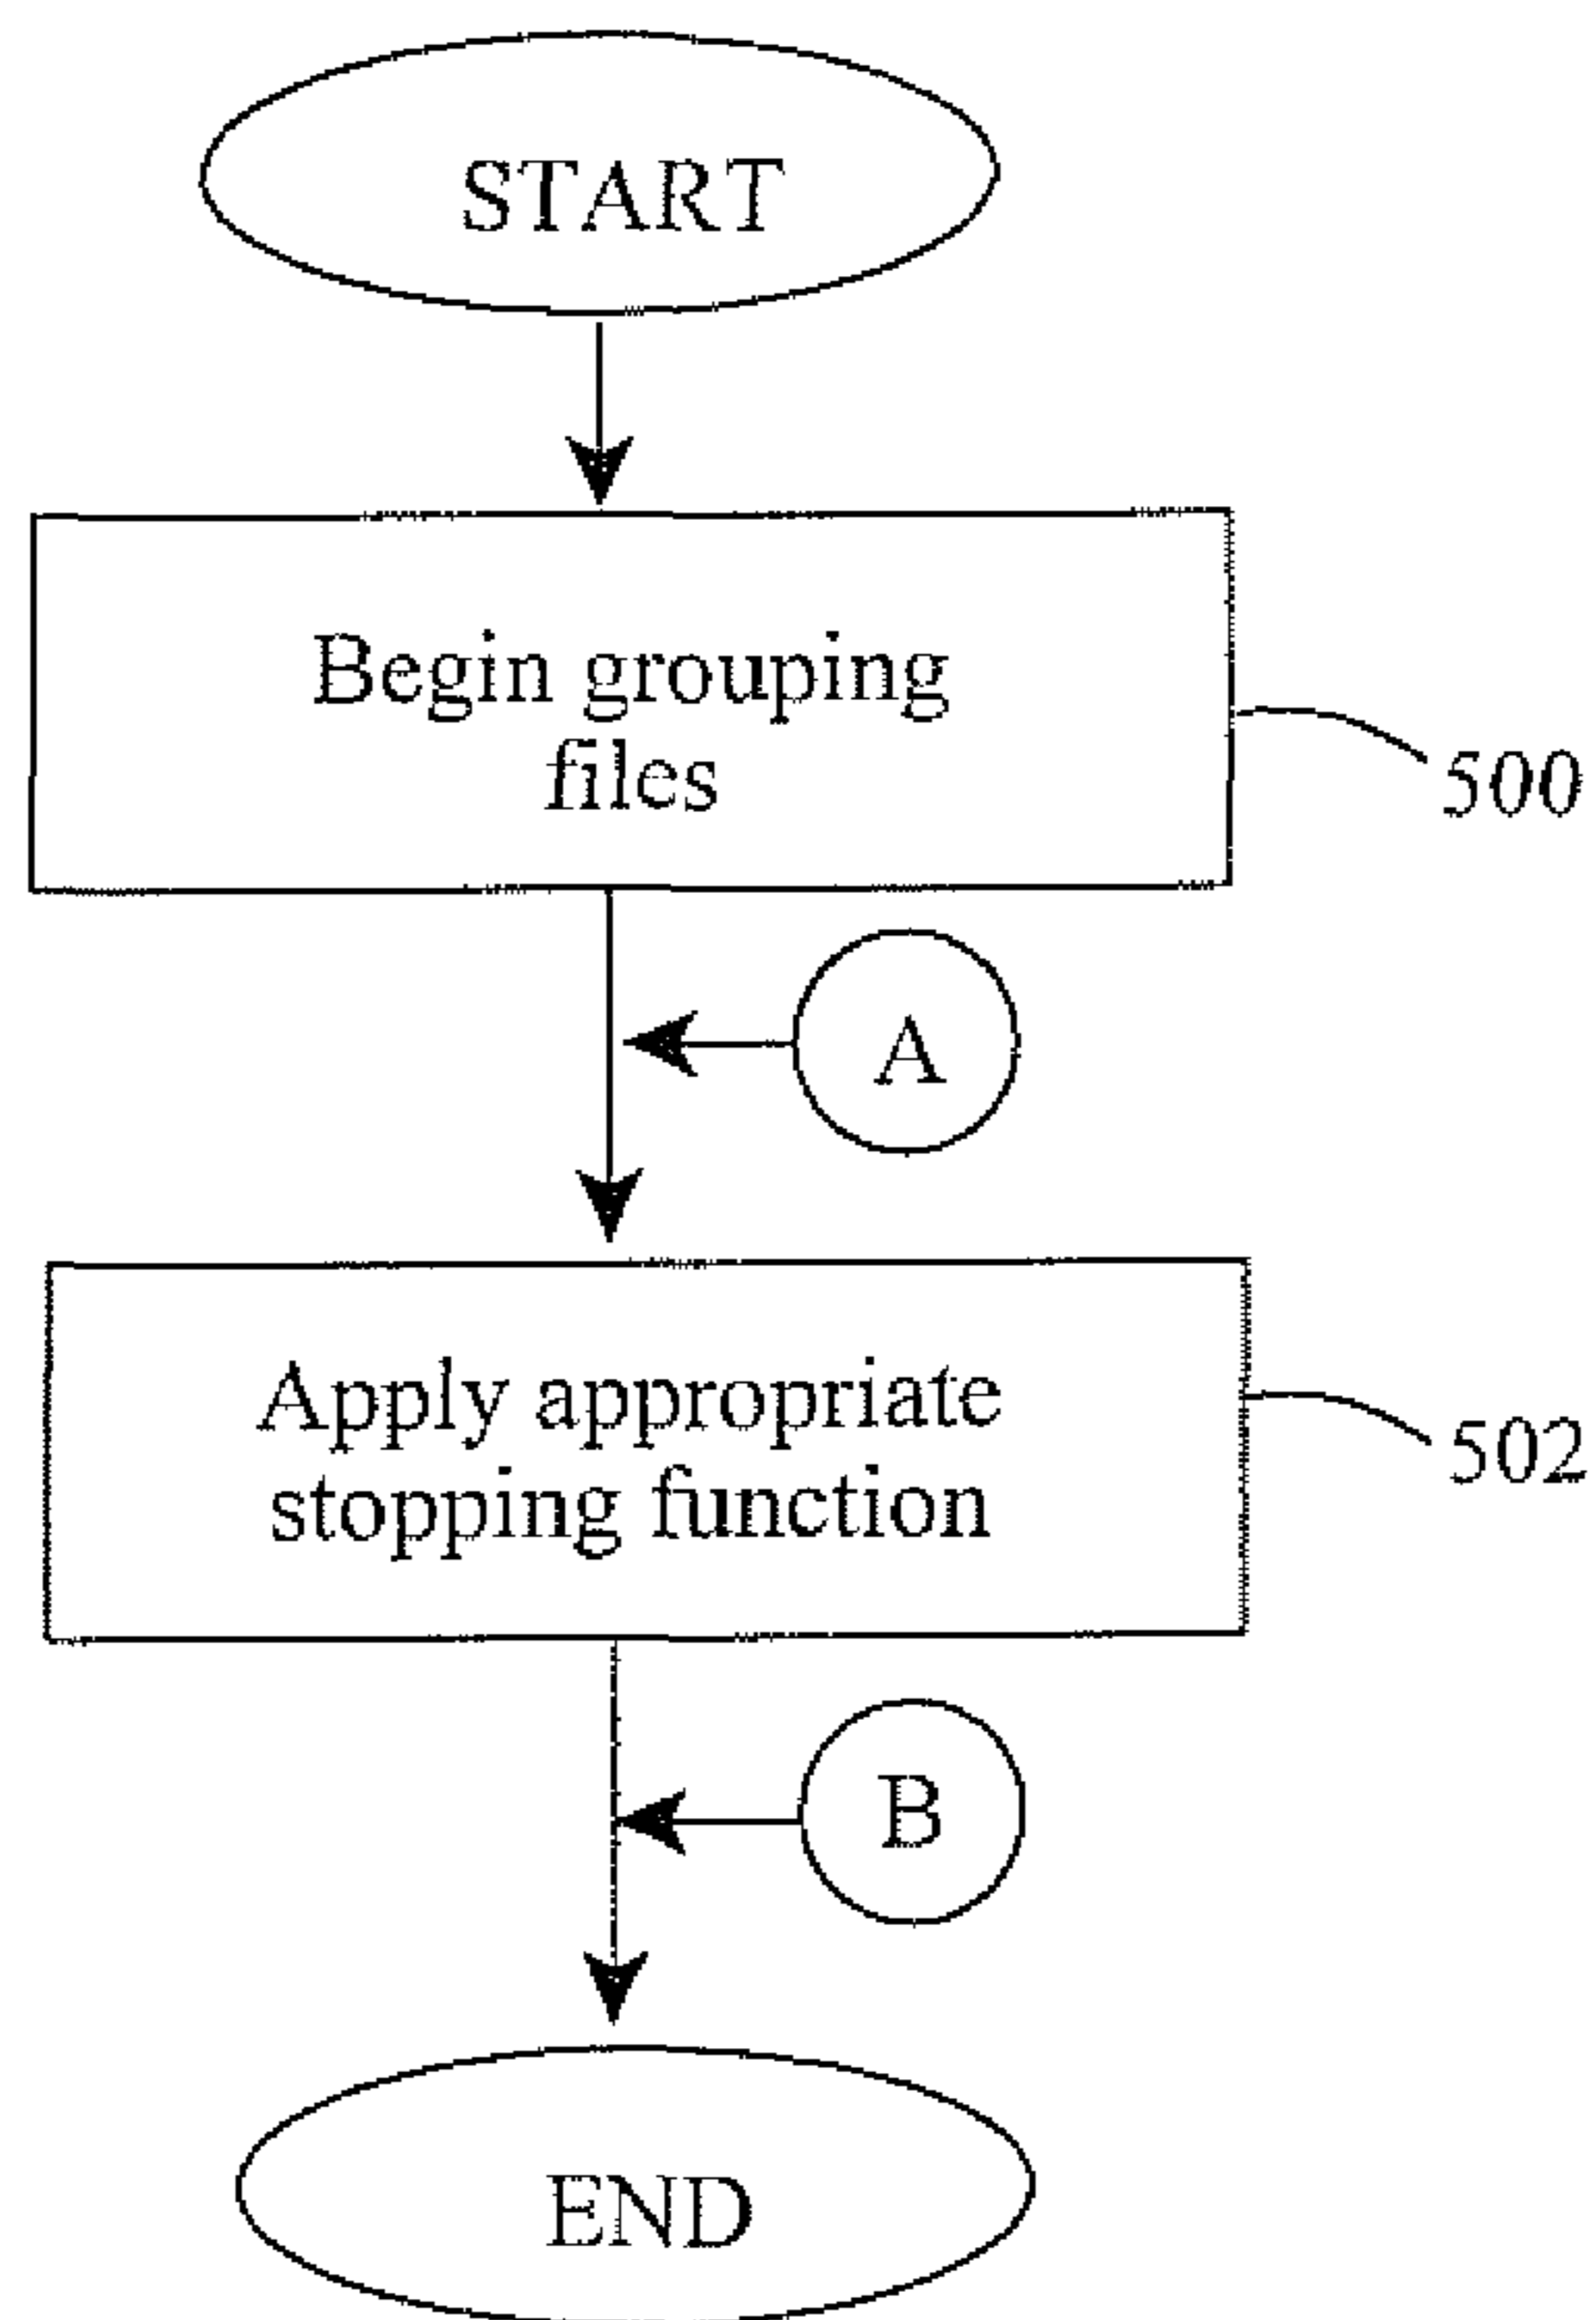 START
Begin grouping
files
500
A
Apply appropriate
stopping function
502
B
END